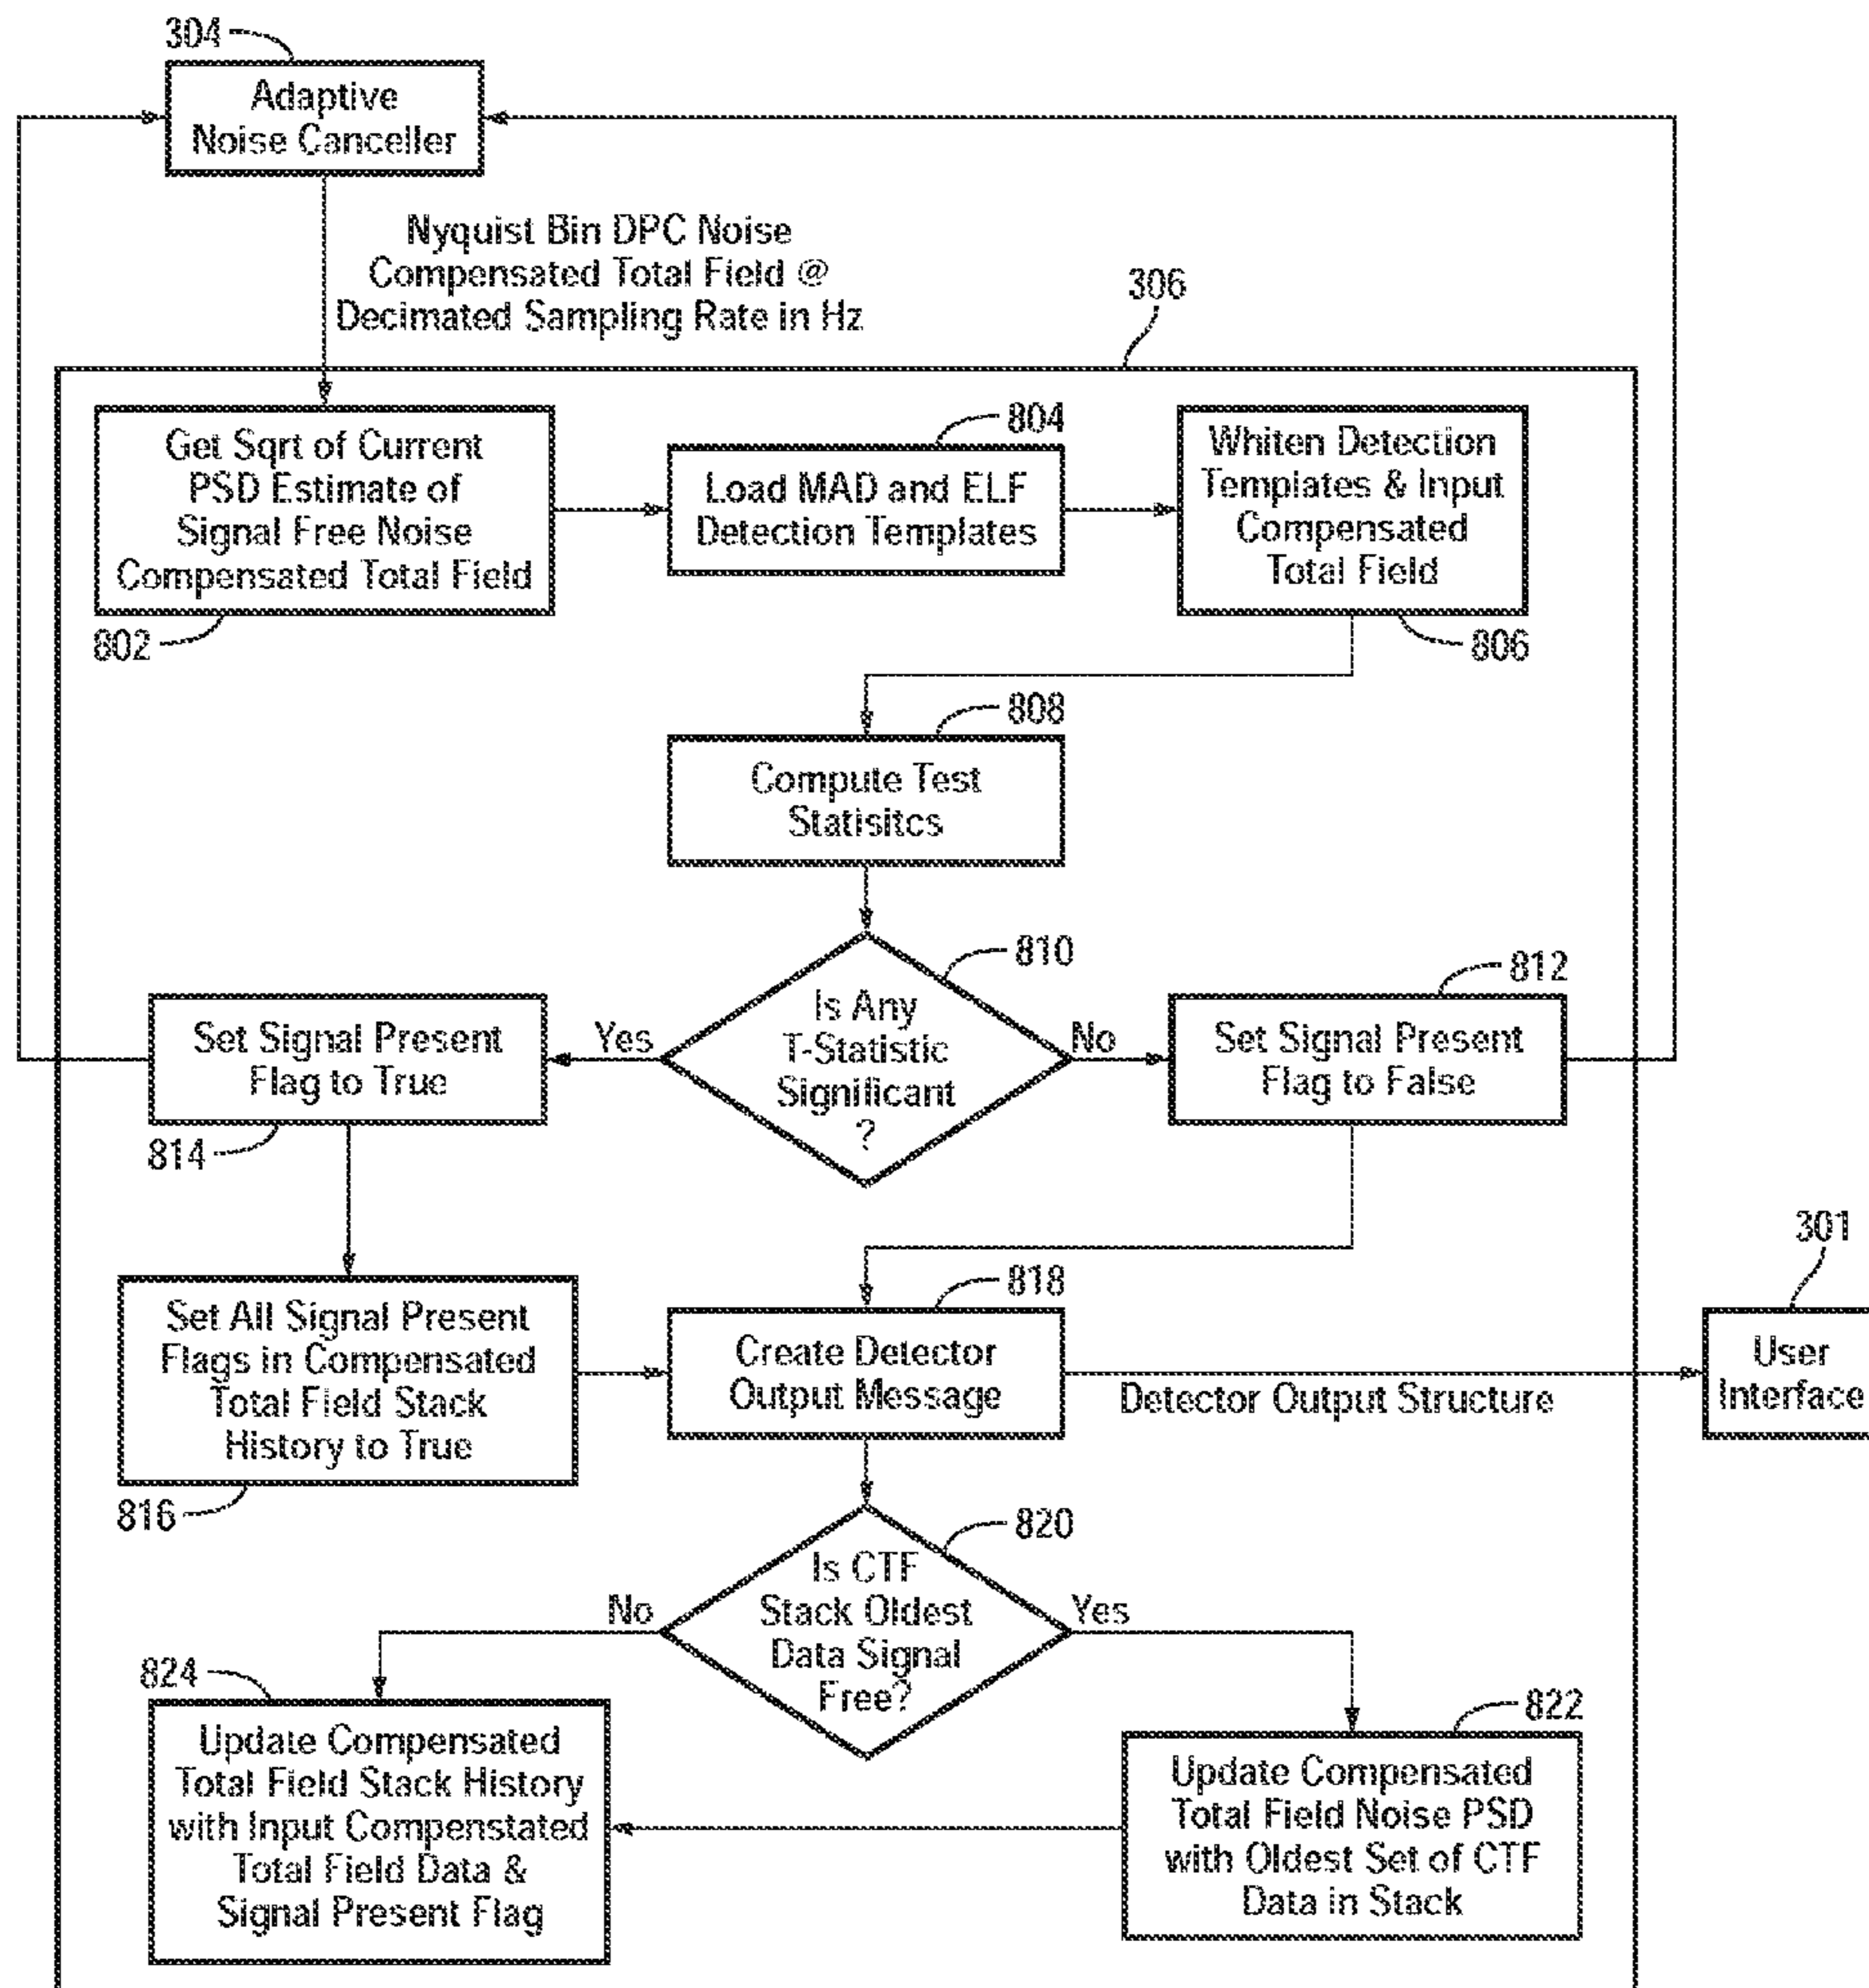 304
Adaptive
Noise Canceller
Nyquist Bin DPC Noise
Compensated Total Field @
Decimated Sampling Rate in Hz
306
Get Sqrt of Current
PSD Estimate of
Signal Free Noise
Compensated Total Field
802
804
Load MAD and ELF
Detection Templates
Whiten Detection
Templates & Input
Compensated
Total Field
806
808
Compute Test
Statisitcs
810
Is Any
T-Statistic
Significant
?
Yes
No
812
Set Signal Present
Flag to False
Set Signal Present
Flag to True
814
301
User
Interface
Set All Signal Present
Flags in Compensated
Total Field Stack
History to True
816
818
Create Detector
Output Message
Detector Output Structure
820
Is CTF
Stack Oldest
Data Signal
Free?
No
Yes
824
Update Compensated
Total Field Stack History
with Input Compenstated
Total Field Data &
Signal Present Flag
822
Update Compensated
Total Field Noise PSD
with Oldest Set of CTF
Data in Stack